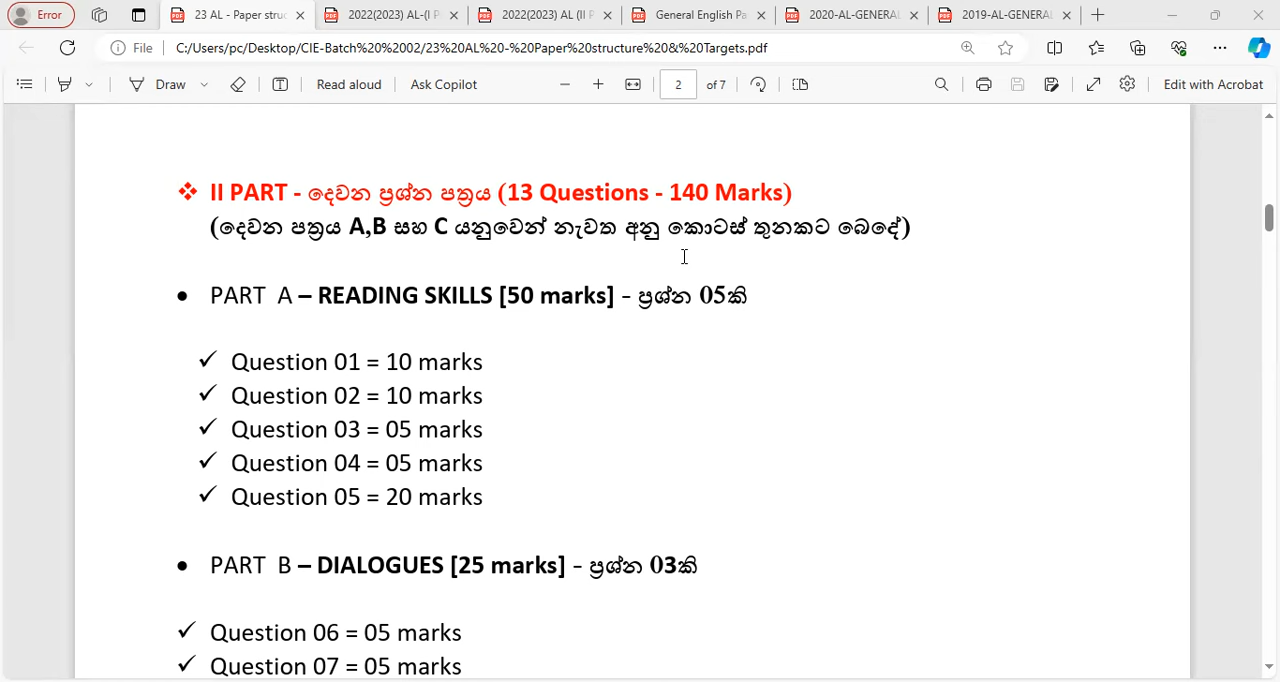 23 AL - Paper struc
2022(2023) AL-(I P
2022(2023) AL (II P
General English Pa
2020-AL-GENERAL
2019-AL-GENERAL
Error
File
C:/Users/pc/Desktop/CIE-Batch%20%2002/23%20AL%20-%20Paper%20structure%20&%20Targets.pdf
Draw
Read aloud
Ask Copilot
2 of 7
Edit with Acrobat
❖ II PART - දෙවන ප්‍රශ්න පත්‍රය (13 Questions - 140 Marks)
(දෙවන පත්‍රය A,B සහ C යනුවෙන් නැවත අනු කොටස් තුනකට බෙදේ)
• PART A – READING SKILLS [50 marks] - ප්‍රශ්න 05කි
✓ Question 01 = 10 marks
✓ Question 02 = 10 marks
✓ Question 03 = 05 marks
✓ Question 04 = 05 marks
✓ Question 05 = 20 marks
• PART B – DIALOGUES [25 marks] - ප්‍රශ්න 03කි
✓ Question 06 = 05 marks
✓ Question 07 = 05 marks